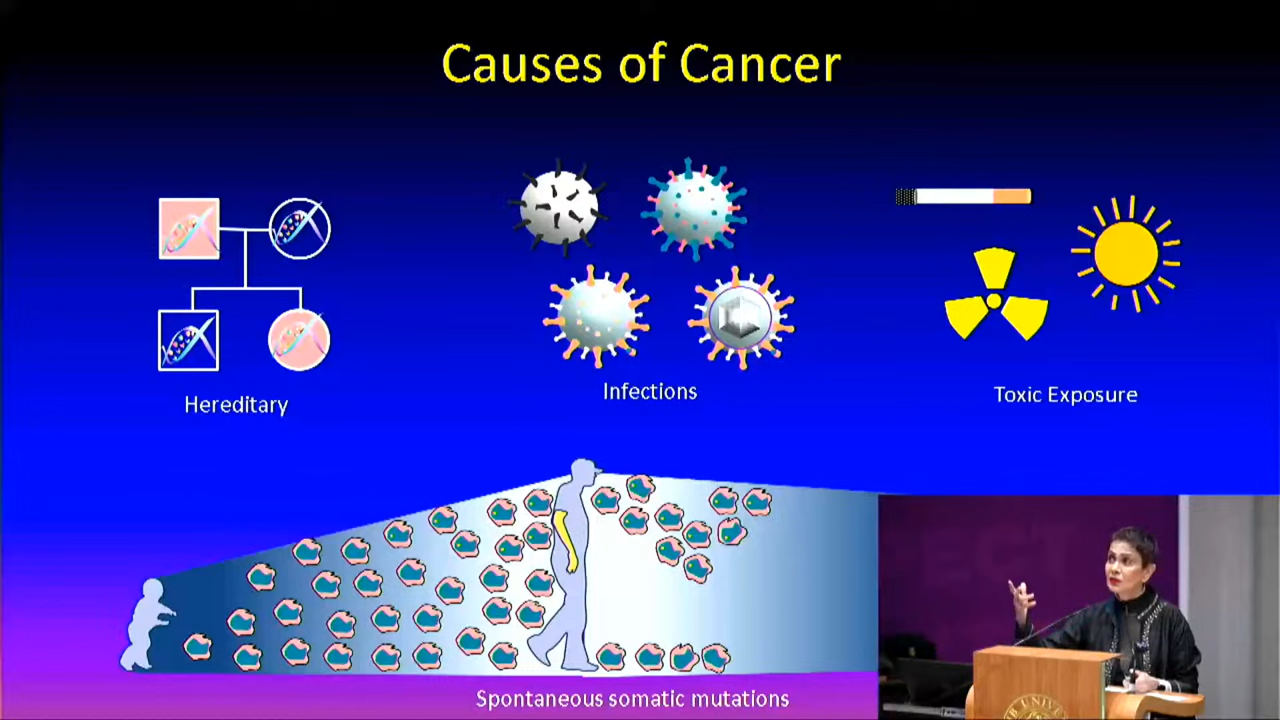 Causes of Cancer
Hereditary
Infections
Toxic Exposure
Spontaneous somatic mutations